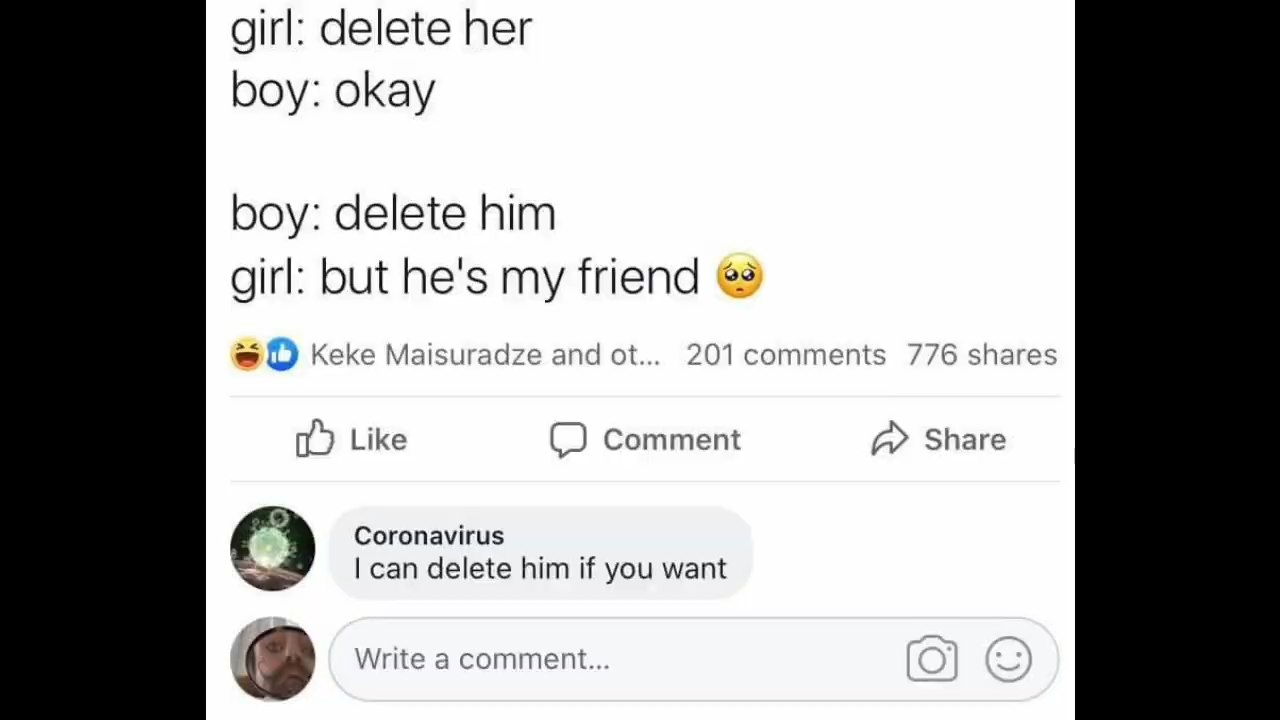 girl: delete her
boy: okay
boy: delete him
girl: but he's my friend 🥺
Keke Maisuradze and ot... 201 comments 776 shares
Like Comment Share
Coronavirus
I can delete him if you want
Write a comment...